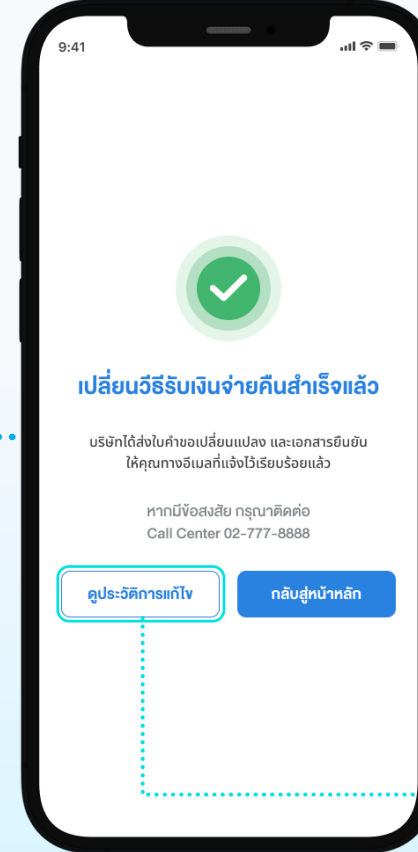 9:41
เปลี่ยนวิธีรับเงินจ่ายคืนสำเร็จแล้ว
บริษัทได้ส่งใบคำขอเปลี่ยนแปลง และเอกสารยืนยัน
ให้คุณทางอีเมลที่แจ้งไว้เรียบร้อยแล้ว
หากมีข้อสงสัย กรุณาติดต่อ
Call Center 02-777-8888
ดูประวัติการแก้ไข
กลับสู่หน้าหลัก